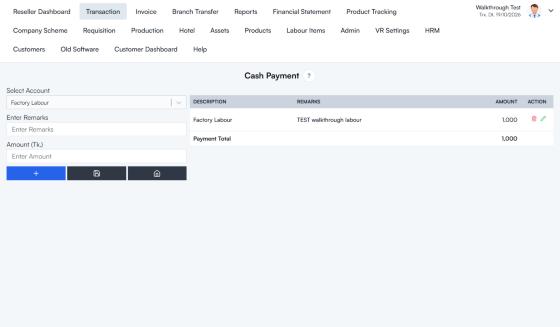 Reseller Dashboard Transaction Invoice Branch Transfer Reports Financial Statement Product Tracking
Walkthrough Test
Company Scheme Requisition Production Hotel Assets Products Labour Items Admin VR Settings HRM
Customers Old Software Customer Dashboard Help
Cash Payment ?
Select Account
Factory Labour
Enter Remarks
Enter Remarks
Amount (Tk.)
Enter Amount
DESCRIPTION REMARKS AMOUNT ACTION
Factory Labour TEST walkthrough labour 1,000
Payment Total 1,000